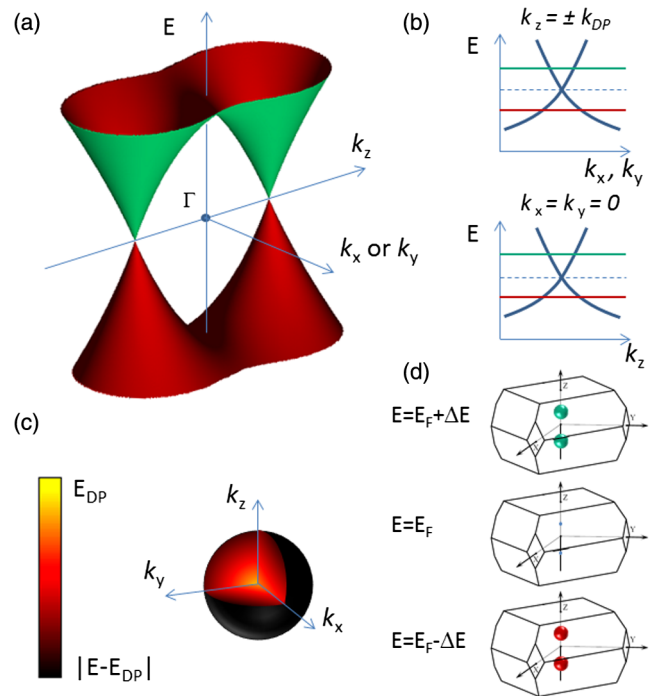 (a)
E
k_z
Γ
k_x or k_y
(b)
k_z = ± k_DP
E
k_x , k_y
k_x = k_y = 0
E
k_z
(c)
E_DP
|E-E_DP|
k_z
k_y
k_x
(d)
E=E_F+ΔE
Z
Y
X
E=E_F
Z
Y
X
E=E_F-ΔE
Z
Y
X